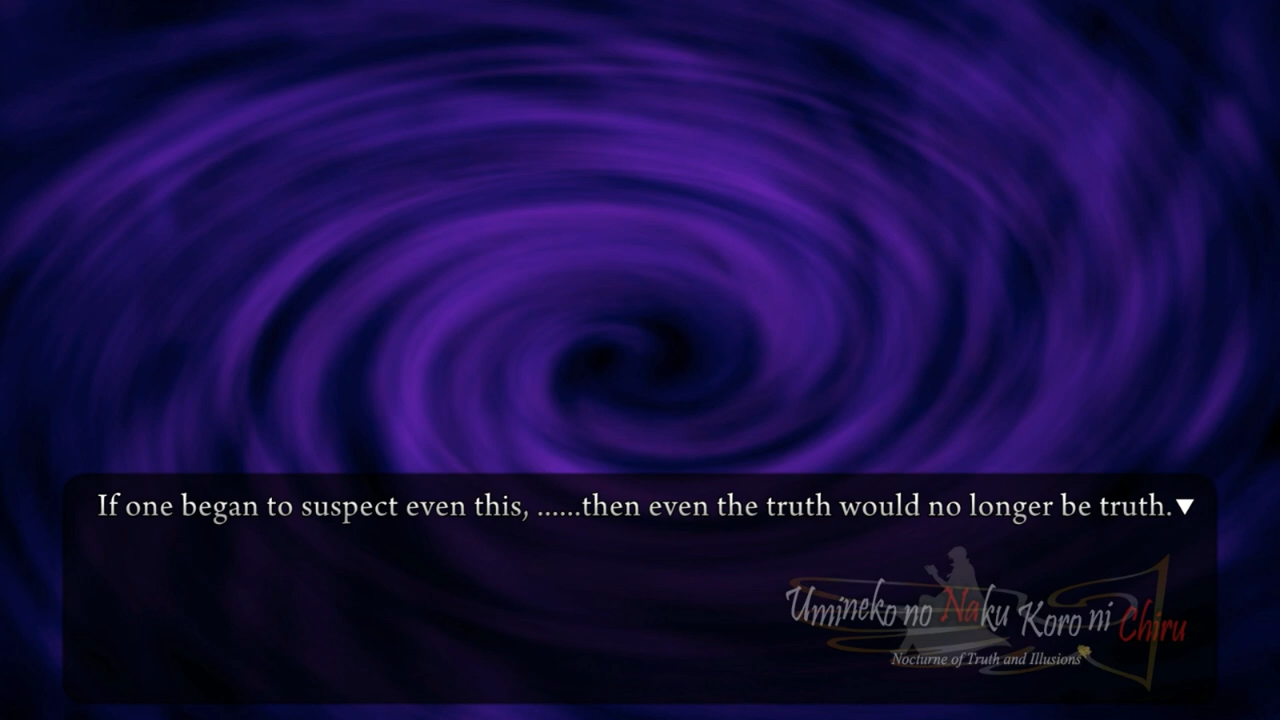 If one began to suspect even this, ......then even the truth would no longer be truth.▼
Umineko no Naku Koro ni Chiru
Nocturne of Truth and Illusions